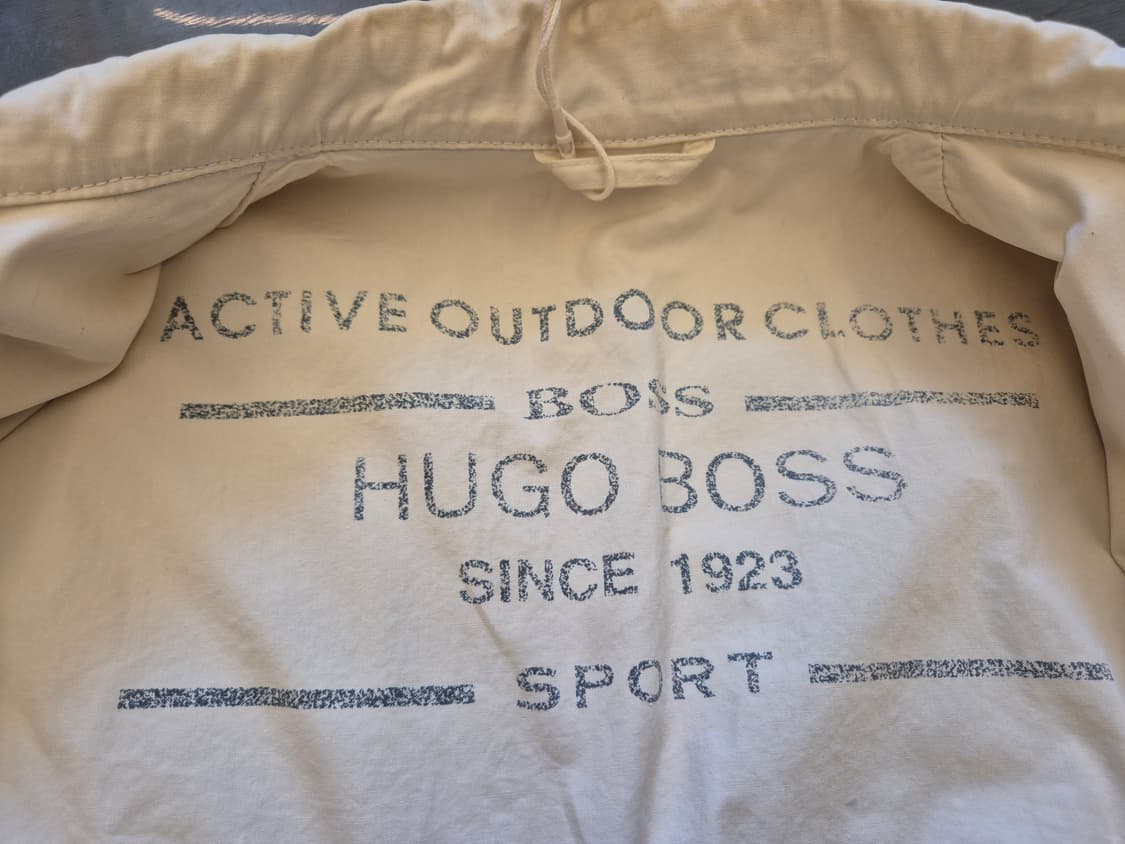 ACTIVE OUTDOOR CLOTHES
BOSS
HUGO BOSS
SINCE 1923
SPORT